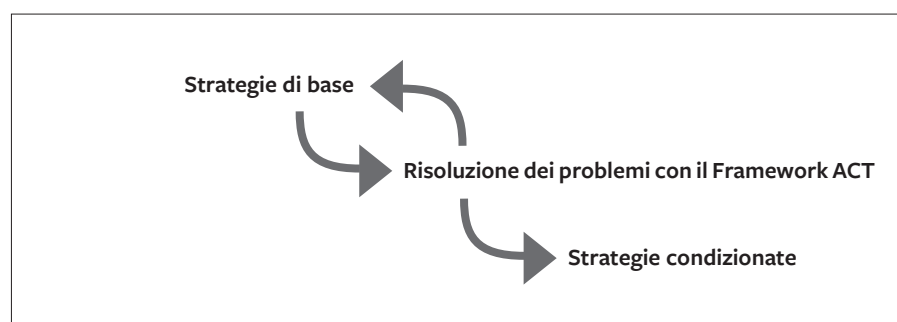 Strategie di base
Risoluzione dei problemi con il Framework ACT
Strategie condizionate